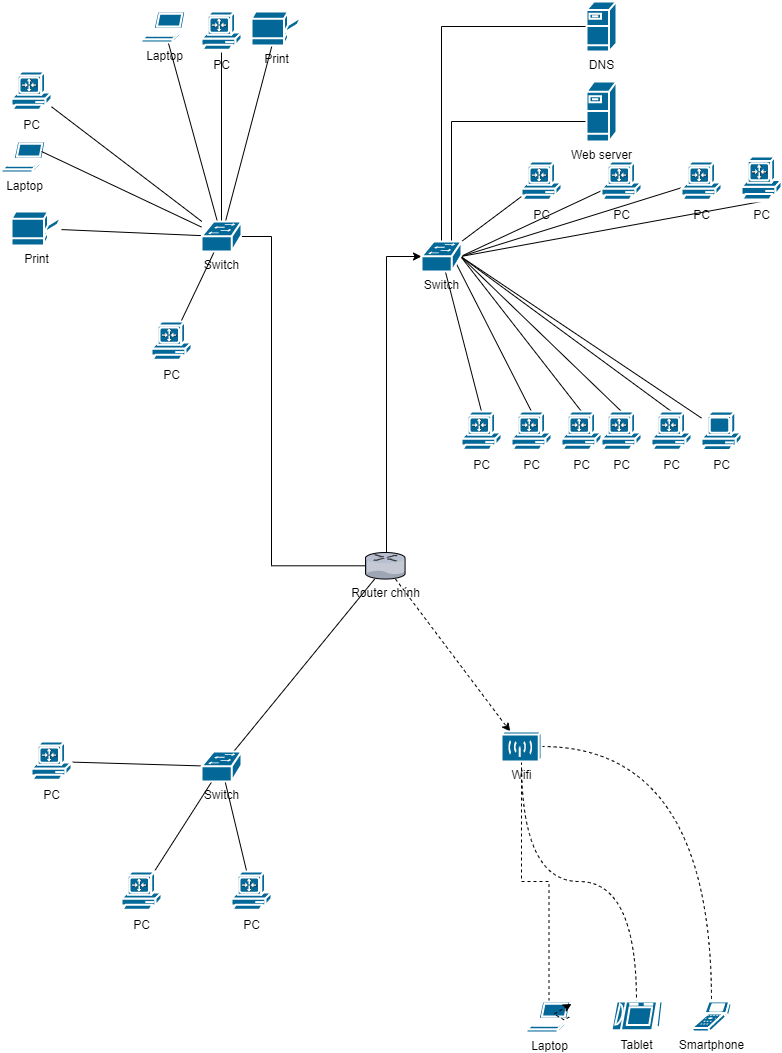 Laptop
PC
Print
DNS
PC
Web server
Laptop
PC
PC
PC
PC
Print
Switch
Switch
PC
PC
PC
PC
PC
PC
PC
Router chính
Wifi
PC
Switch
PC
PC
Laptop
Tablet
Smartphone